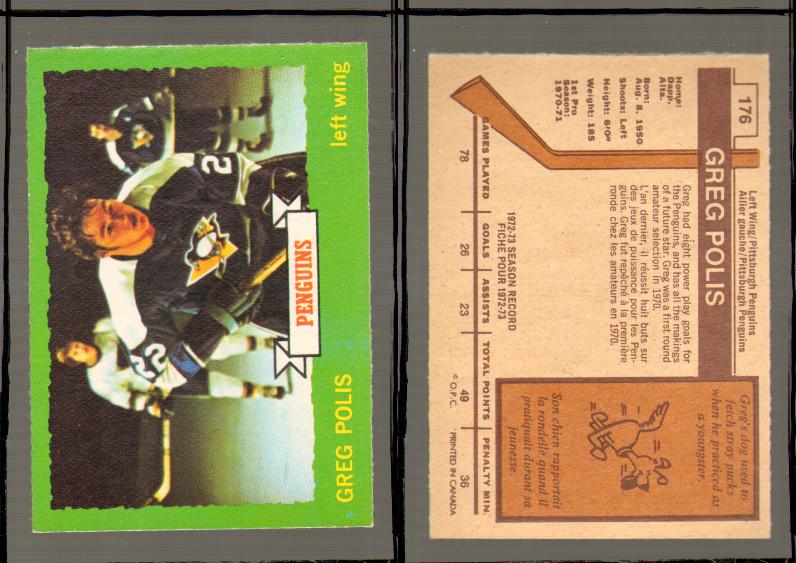 left wing
PENGUINS
GREG POLIS
2
22
176
Left Wing/Pittsburgh Penguins
Ailier gauche/Pittsburgh Penguins
GREG POLIS
Home:
Dapp,
Alta.
Born:
Aug. 8, 1950
Shoots: Left
Height: 6'0"
Weight: 185
1st Pro
Season:
1970-71
Greg had eight power play goals for
the Penguins, and has all the makings
of a future star. Greg was a first round
amateur selection in 1970.
L'an dernier, il réussit huit buts sur
des jeux de puissance pour les Pen-
guins. Greg fut repêché à la première
ronde chez les amateurs en 1970.
Greg's dog used to
fetch stray pucks
when he practiced as
a youngster.
Son chien rapportait
la rondelle quand il
pratiquait durant sa
jeunesse.
1972-73 SEASON RECORD
FICHE POUR 1972-73
GAMES PLAYED GOALS ASSISTS TOTAL POINTS PENALTY MIN.
78 26 23 49 36
© O.P.C. PRINTED IN CANADA